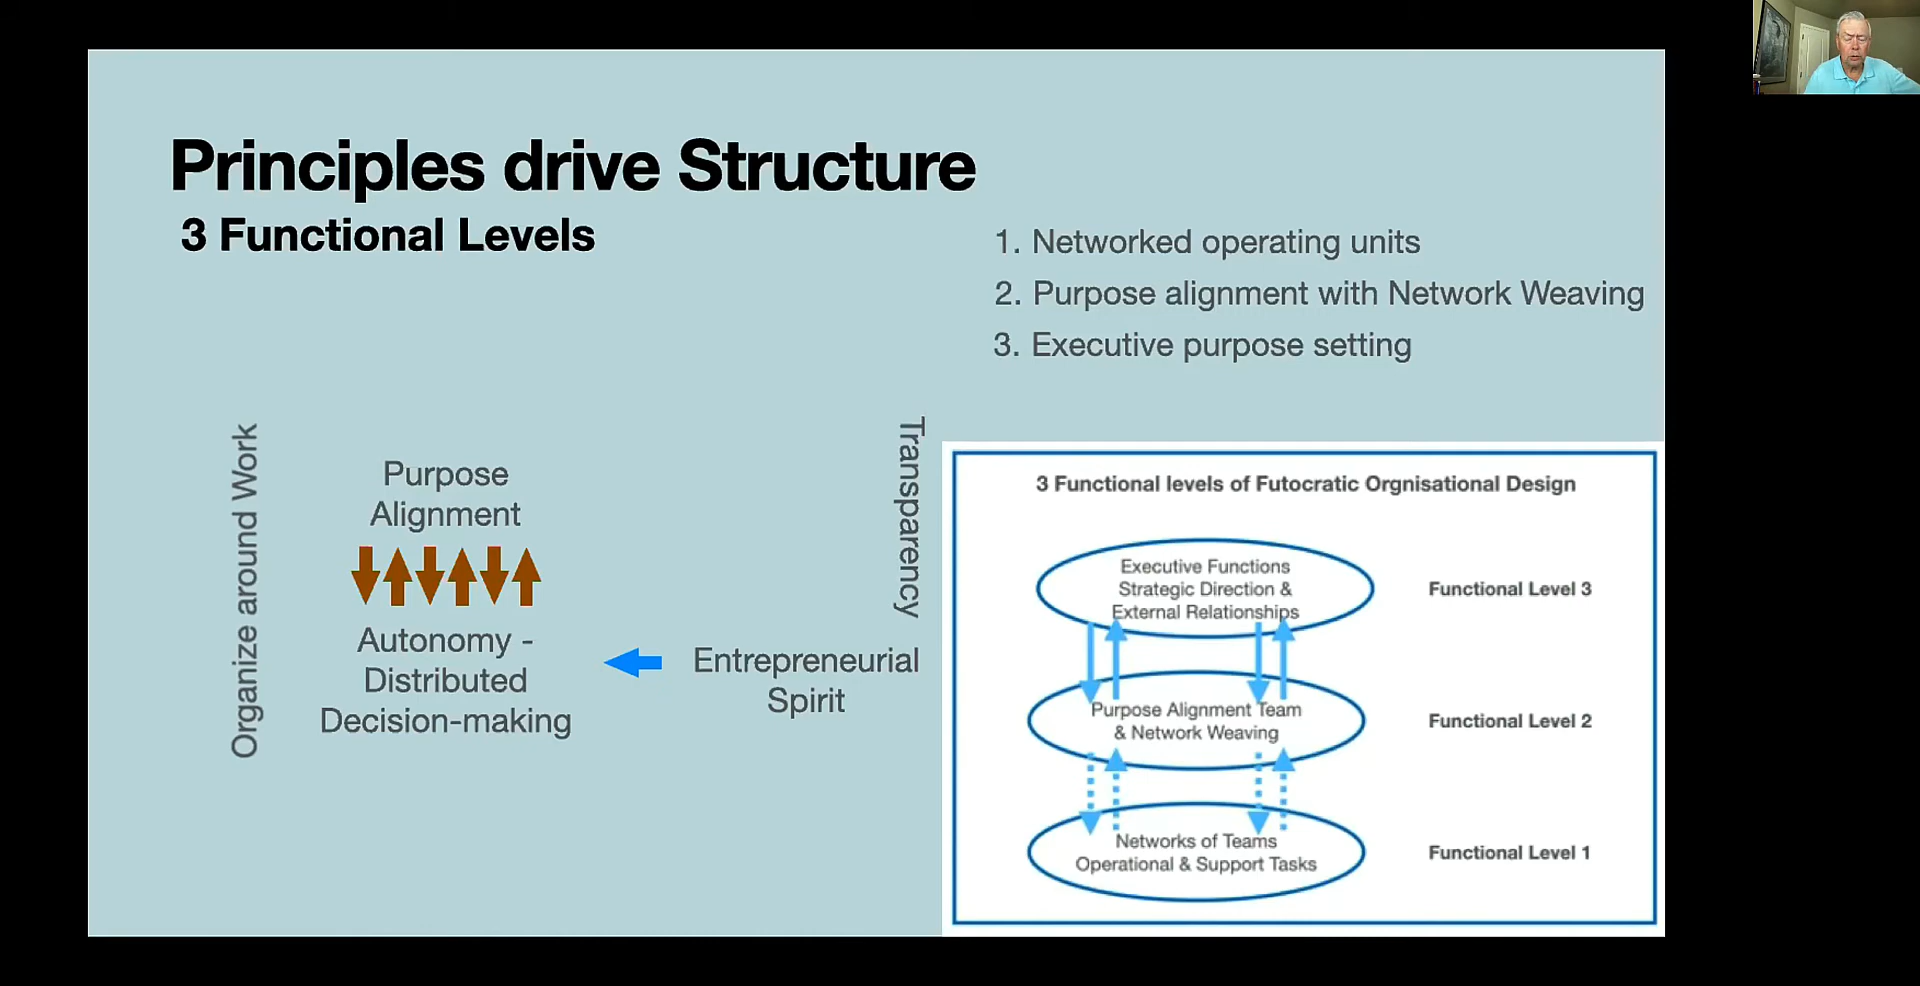 Principles drive Structure
3 Functional Levels
1. Networked operating units
2. Purpose alignment with Network Weaving
3. Executive purpose setting
Organize around Work
Purpose
Alignment
Autonomy -
Distributed
Decision-making
Entrepreneurial
Spirit
Transparency
3 Functional levels of Futocratic Orgnisational Design
Executive Functions
Strategic Direction &
External Relationships
Functional Level 3
Purpose Alignment Team
& Network Weaving
Functional Level 2
Networks of Teams
Operational & Support Tasks
Functional Level 1